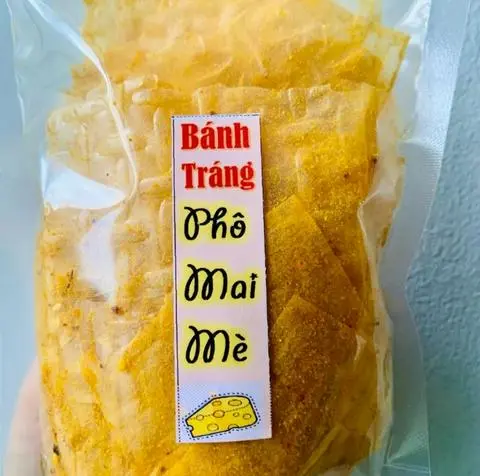 Bánh
Tráng
Phô
Mai
Mè